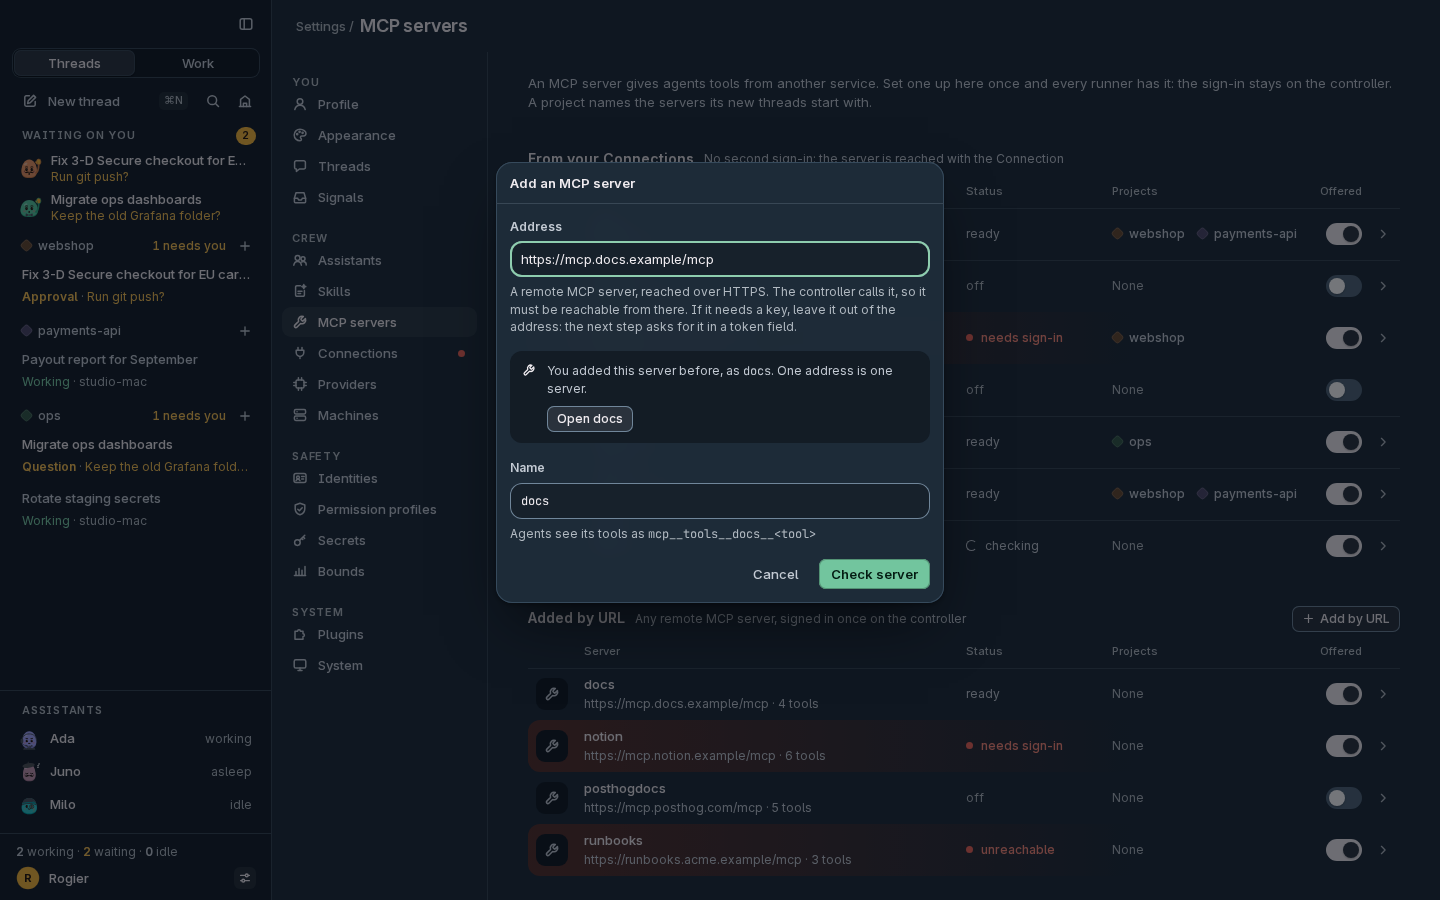 Threads
Work
New thread
⌘N
WAITING ON YOU
2
Fix 3-D Secure checkout for E...
Run git push?
Migrate ops dashboards
Keep the old Grafana folder?
webshop
1 needs you
Fix 3-D Secure checkout for EU car...
Approval · Run git push?
payments-api
Payout report for September
Working · studio-mac
ops
1 needs you
Migrate ops dashboards
Question · Keep the old Grafana fold...
Rotate staging secrets
Working · studio-mac
ASSISTANTS
Ada
working
Juno
asleep
Milo
idle
2 working · 2 waiting · 0 idle
R
Rogier
Settings / MCP servers
YOU
Profile
Appearance
Threads
Signals
CREW
Assistants
Skills
MCP servers
Connections
Providers
Machines
SAFETY
Identities
Permission profiles
Secrets
Bounds
SYSTEM
Plugins
System
An MCP server gives agents tools from another service. Set one up here once and every runner has it: the sign-in stays on the controller.
A project names the servers its new threads start with.
From your Connections
No second sign-in: the server is reached with the Connection
Status
Projects
Offered
ready
webshop
payments-api
off
None
needs sign-in
webshop
off
None
ready
ops
ready
webshop
payments-api
checking
None
Add an MCP server
Address
https://mcp.docs.example/mcp
A remote MCP server, reached over HTTPS. The controller calls it, so it
must be reachable from there. If it needs a key, leave it out of the
address: the next step asks for it in a token field.
You added this server before, as docs. One address is one
server.
Open docs
Name
docs
Agents see its tools as mcp__tools__docs__<tool>
Cancel
Check server
Added by URL
Any remote MCP server, signed in once on the controller
Add by URL
Server
Status
Projects
Offered
docs
https://mcp.docs.example/mcp · 4 tools
ready
None
notion
https://mcp.notion.example/mcp · 6 tools
needs sign-in
None
posthogdocs
https://mcp.posthog.com/mcp · 5 tools
off
None
runbooks
https://runbooks.acme.example/mcp · 3 tools
unreachable
None